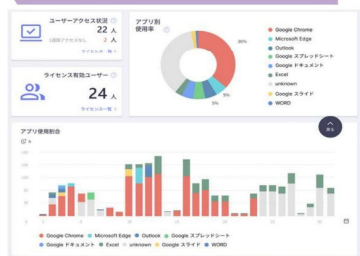 ユーザーアクセス状況
22 人
2 人
ライセンス有効ユーザー
24 人
ライセンス一覧 >
アプリ別
使用率
36%
5%
5%
Google Chrome
Microsoft Edge
Outlook
Google スプレッドシート
Google ドキュメント
Excel
unknown
Google スライド
WORD
戻る
アプリ使用割合
Google Chrome Microsoft Edge Outlook Google スプレッドシート
Google ドキュメント Excel unknown Google スライド WORD